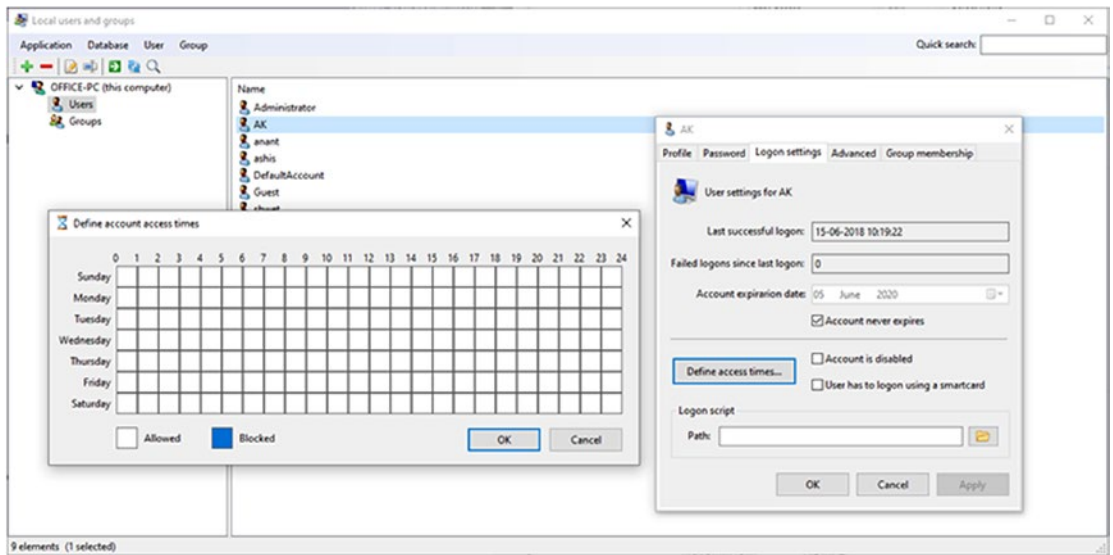 Local users and groups
Application Database User Group Quick search:
OFFICE-PC (this computer)
Users
Groups
Name
Administrator
AK
anant
ashis
DefaultAccount
Guest
AK
Profile Password Logon settings Advanced Group membership
User settings for AK
Last successful logon: 15-06-2018 10:19:22
Failed logons since last logon: 0
Account expirarion date: 05 June 2020
Account never expires
Define access times...
Account is disabled
User has to logon using a smartcard
Logon script
Path:
OK Cancel Apply
Define account access times
0 1 2 3 4 5 6 7 8 9 10 11 12 13 14 15 16 17 18 19 20 21 22 23 24
Sunday
Monday
Tuesday
Wednesday
Thursday
Friday
Saturday
Allowed Blocked OK Cancel
9 elements (1 selected)